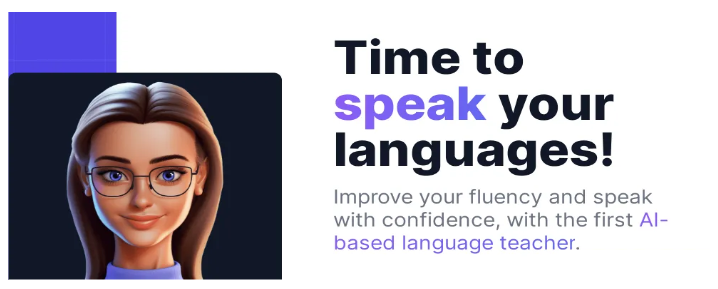 Time to
speak your
languages!
Improve your fluency and speak
with confidence, with the first AI-
based language teacher.